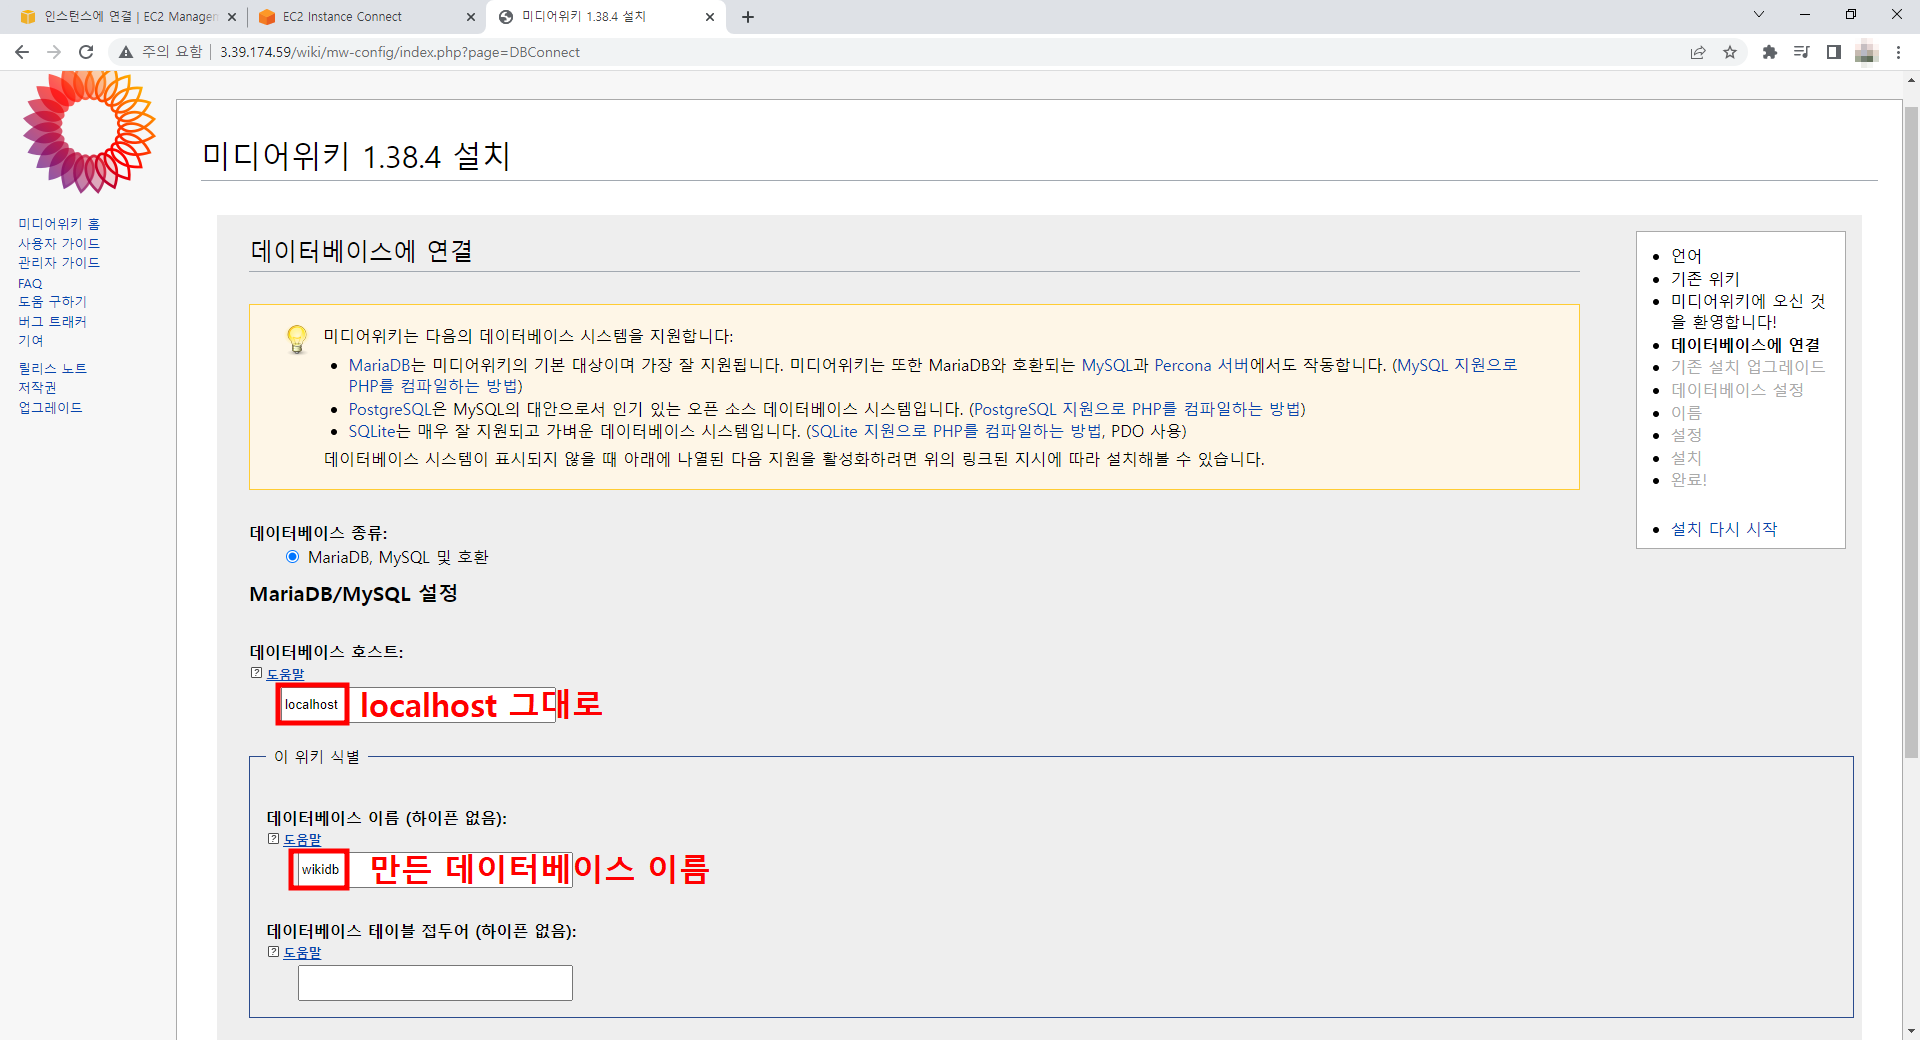 인스턴스에 연결 | EC2 Manager
EC2 Instance Connect
미디어위키 1.38.4 설치
주의 요함
3.39.174.59/wiki/mw-config/index.php?page=DBConnect
미디어위키 홈
사용자 가이드
관리자 가이드
FAQ
도움 구하기
버그 트래커
기여
릴리스 노트
저작권
업그레이드
미디어위키 1.38.4 설치
데이터베이스에 연결
미디어위키는 다음의 데이터베이스 시스템을 지원합니다:
MariaDB는 미디어위키의 기본 대상이며 가장 잘 지원됩니다. 미디어위키는 또한 MariaDB와 호환되는 MySQL과 Percona 서버에서도 작동합니다. (MySQL 지원으로
PHP를 컴파일하는 방법)
PostgreSQL은 MySQL의 대안으로서 인기 있는 오픈 소스 데이터베이스 시스템입니다. (PostgreSQL 지원으로 PHP를 컴파일하는 방법)
SQLite는 매우 잘 지원되고 가벼운 데이터베이스 시스템입니다. (SQLite 지원으로 PHP를 컴파일하는 방법, PDO 사용)
데이터베이스 시스템이 표시되지 않을 때 아래에 나열된 다음 지원을 활성화하려면 위의 링크된 지시에 따라 설치해볼 수 있습니다.
데이터베이스 종류:
MariaDB, MySQL 및 호환
MariaDB/MySQL 설정
데이터베이스 호스트:
도움말
localhost
localhost 그대로
이 위키 식별
데이터베이스 이름 (하이픈 없음):
도움말
wikidb
만든 데이터베이스 이름
데이터베이스 테이블 접두어 (하이픈 없음):
도움말
언어
기존 위키
미디어위키에 오신 것
을 환영합니다!
데이터베이스에 연결
기존 설치 업그레이드
데이터베이스 설정
이름
설정
설치
완료!
설치 다시 시작